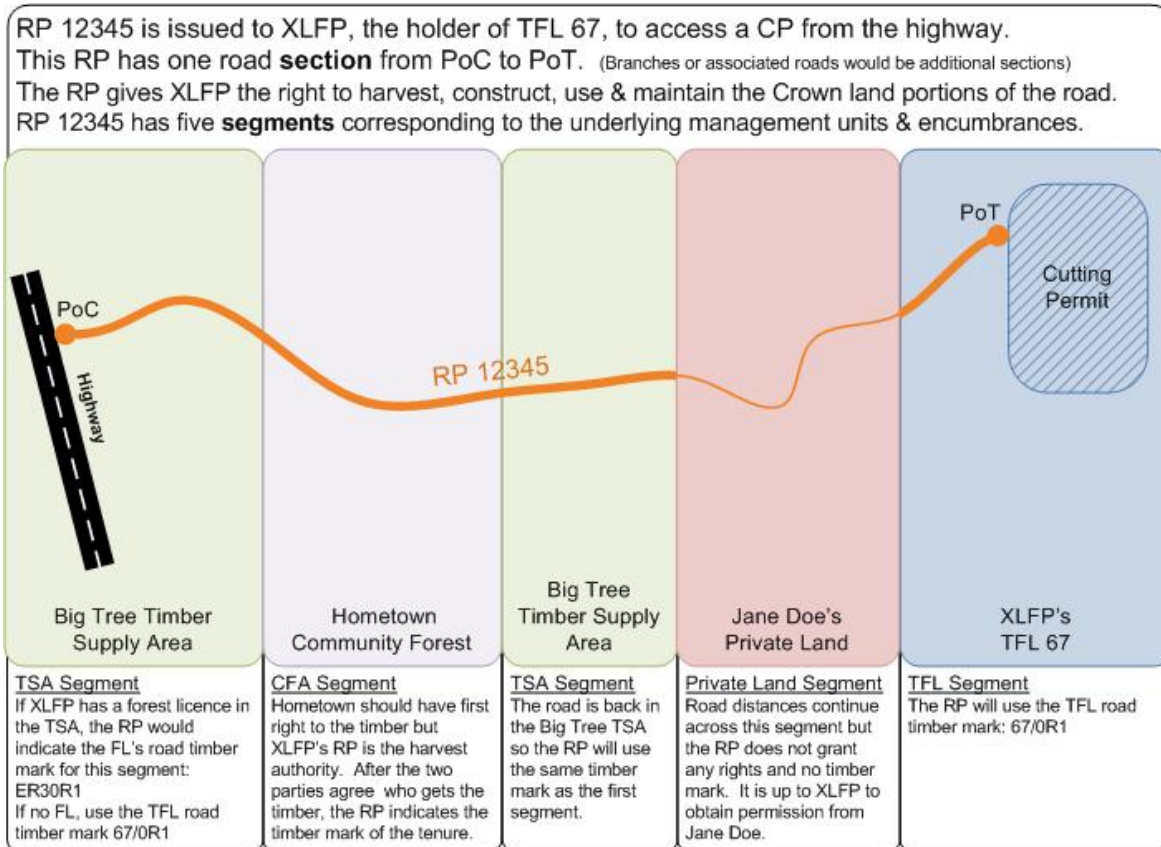 RP 12345 is issued to XLFP, the holder of TFL 67, to access a CP from the highway.
This RP has one road section from PoC to PoT. (Branches or associated roads would be additional sections)
The RP gives XLFP the right to harvest, construct, use & maintain the Crown land portions of the road.
RP 12345 has five segments corresponding to the underlying management units & encumbrances.
PoC
Highway
RP 12345
PoT
Cutting
Permit
Big Tree Timber
Supply Area
Hometown
Community Forest
Big Tree
Timber Supply
Area
Jane Doe's
Private Land
XLFP's
TFL 67
TSA Segment
If XLFP has a forest licence in
the TSA, the RP would
indicate the FL's road timber
mark for this segment:
ER30R1
If no FL, use the TFL road
timber mark 67/0R1
CFA Segment
Hometown should have first
right to the timber but
XLFP's RP is the harvest
authority. After the two
parties agree who gets the
timber, the RP indicates the
timber mark of the tenure.
TSA Segment
The road is back in
the Big Tree TSA
so the RP will use
the same timber
mark as the first
segment.
Private Land Segment
Road distances continue
across this segment but
the RP does not grant
any rights and no timber
mark. It is up to XLFP to
obtain permission from
Jane Doe.
TFL Segment
The RP will use the TFL road
timber mark: 67/0R1